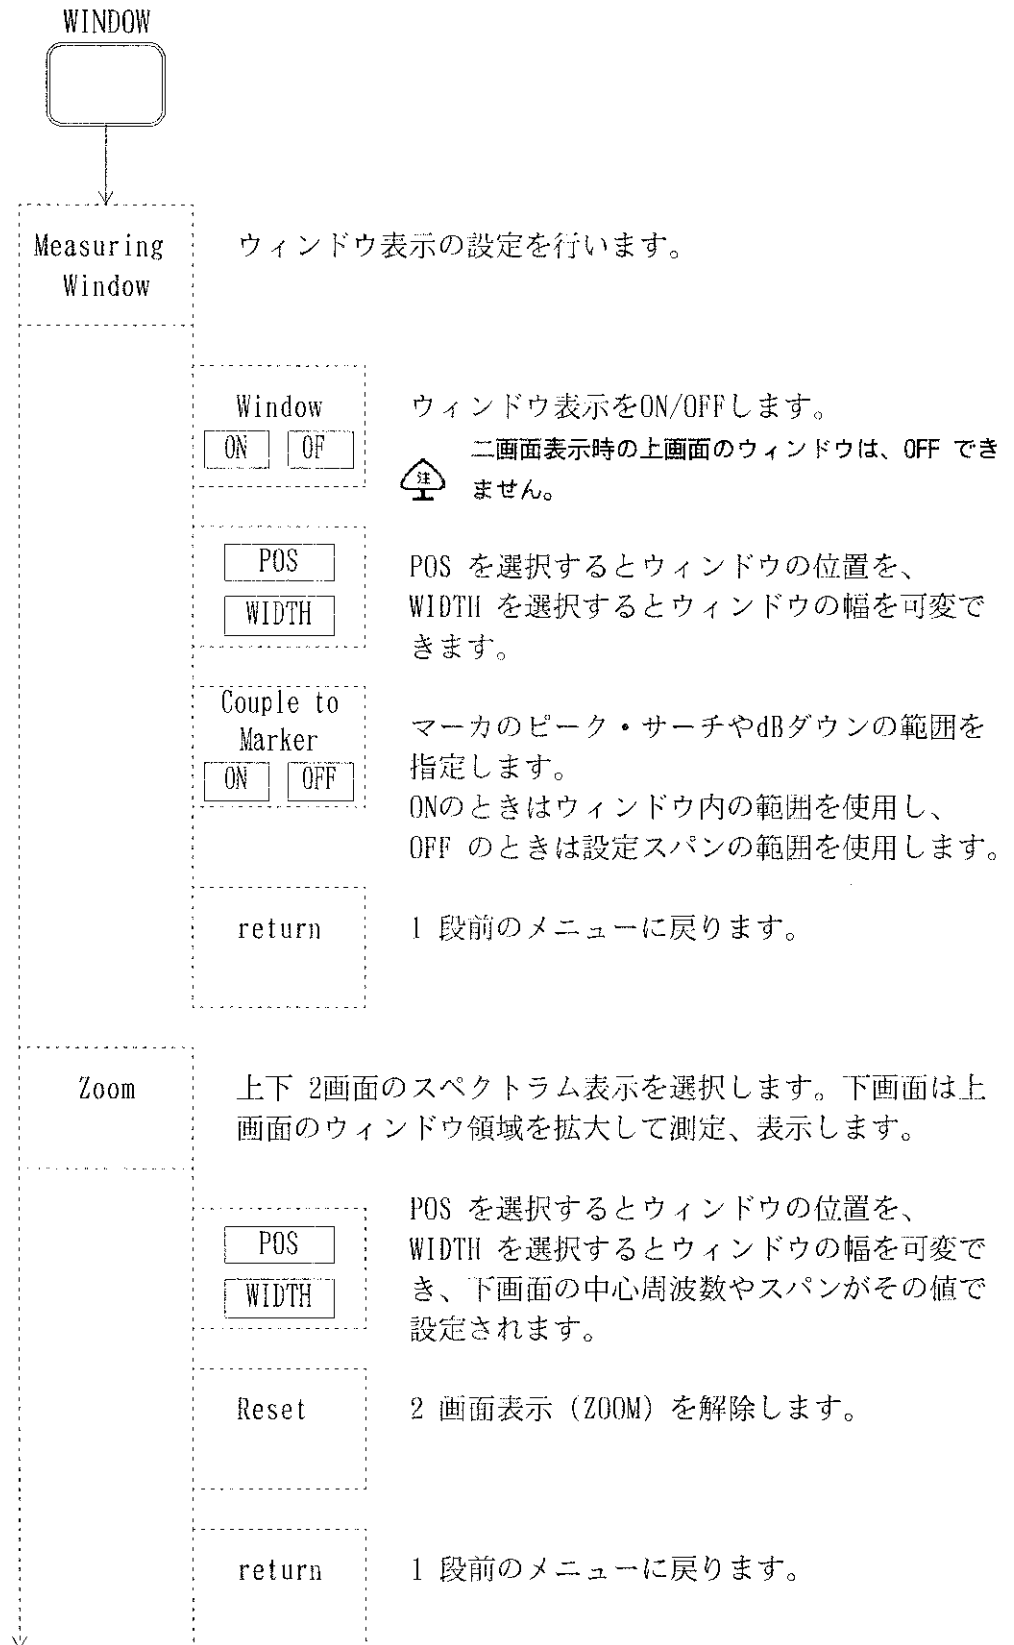 WINDOW
Measuring
Window
ウィンドウ表示の設定を行います。
Window
ON OF
ウィンドウ表示をON/OFFします。
注
二画面表示時の上画面のウィンドウは、OFF でき
ません。
POS
WIDTH
POS を選択するとウィンドウの位置を、
WIDTH を選択するとウィンドウの幅を可変で
きます。
Couple to
Marker
ON OFF
マーカのピーク・サーチやdBダウンの範囲を
指定します。
ONのときはウィンドウ内の範囲を使用し、
OFF のときは設定スパンの範囲を使用します。
return
1 段前のメニューに戻ります。
Zoom
上下 2画面のスペクトラム表示を選択します。下画面は上
画面のウィンドウ領域を拡大して測定、表示します。
POS
WIDTH
POS を選択するとウィンドウの位置を、
WIDTH を選択するとウィンドウの幅を可変で
き、下画面の中心周波数やスパンがその値で
設定されます。
Reset
2 画面表示（ZOOM）を解除します。
return
1 段前のメニューに戻ります。